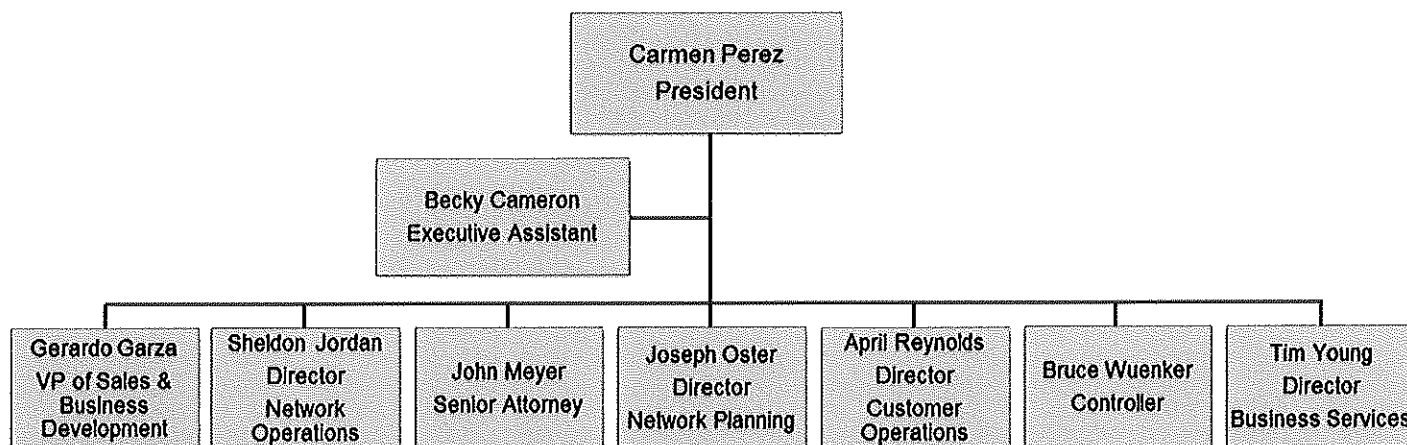 Carmen Perez
President
Becky Cameron
Executive Assistant
Gerardo Garza
VP of Sales &
Business
Development
Sheldon Jordan
Director
Network
Operations
John Meyer
Senior Attorney
Joseph Oster
Director
Network Planning
April Reynolds
Director
Customer
Operations
Bruce Wuenker
Controller
Tim Young
Director
Business Services